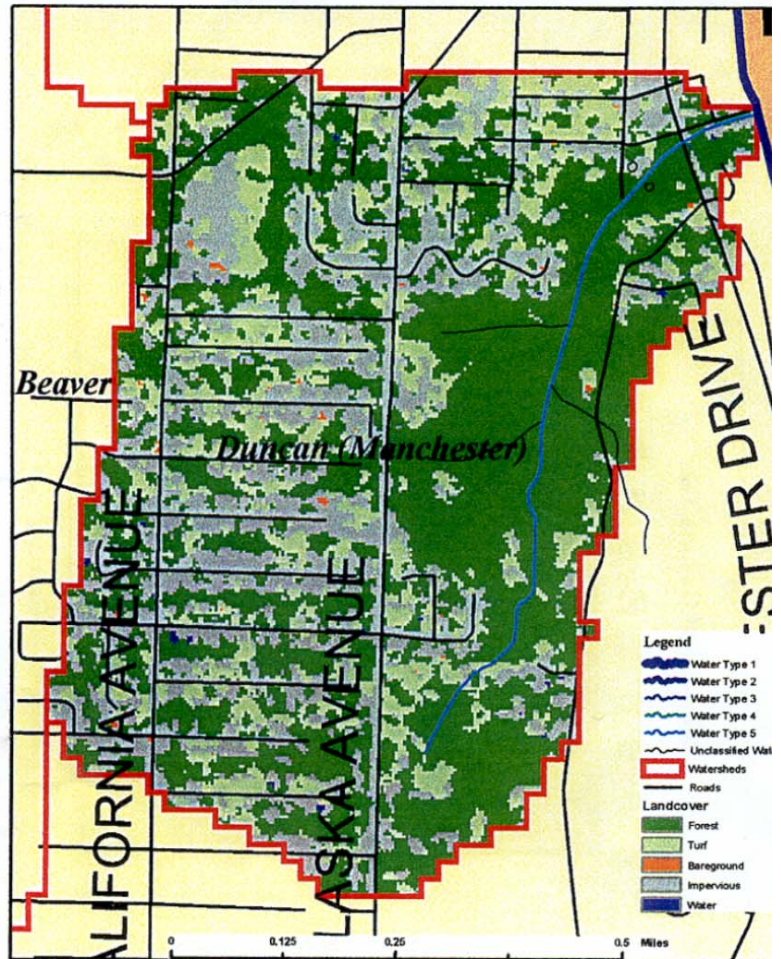 Beaver
Duncan (Manchester)
ESTER DRIVE
ALIFORNIA AVENUE
LASKA AVENUE
Legend
Water Type 1
Water Type 2
Water Type 3
Water Type 4
Water Type 5
Unclassified Wat
Watersheds
Roads
Landcover
Forest
Turf
Bareground
Impervious
Water
0 0.125 0.25 0.5 Miles